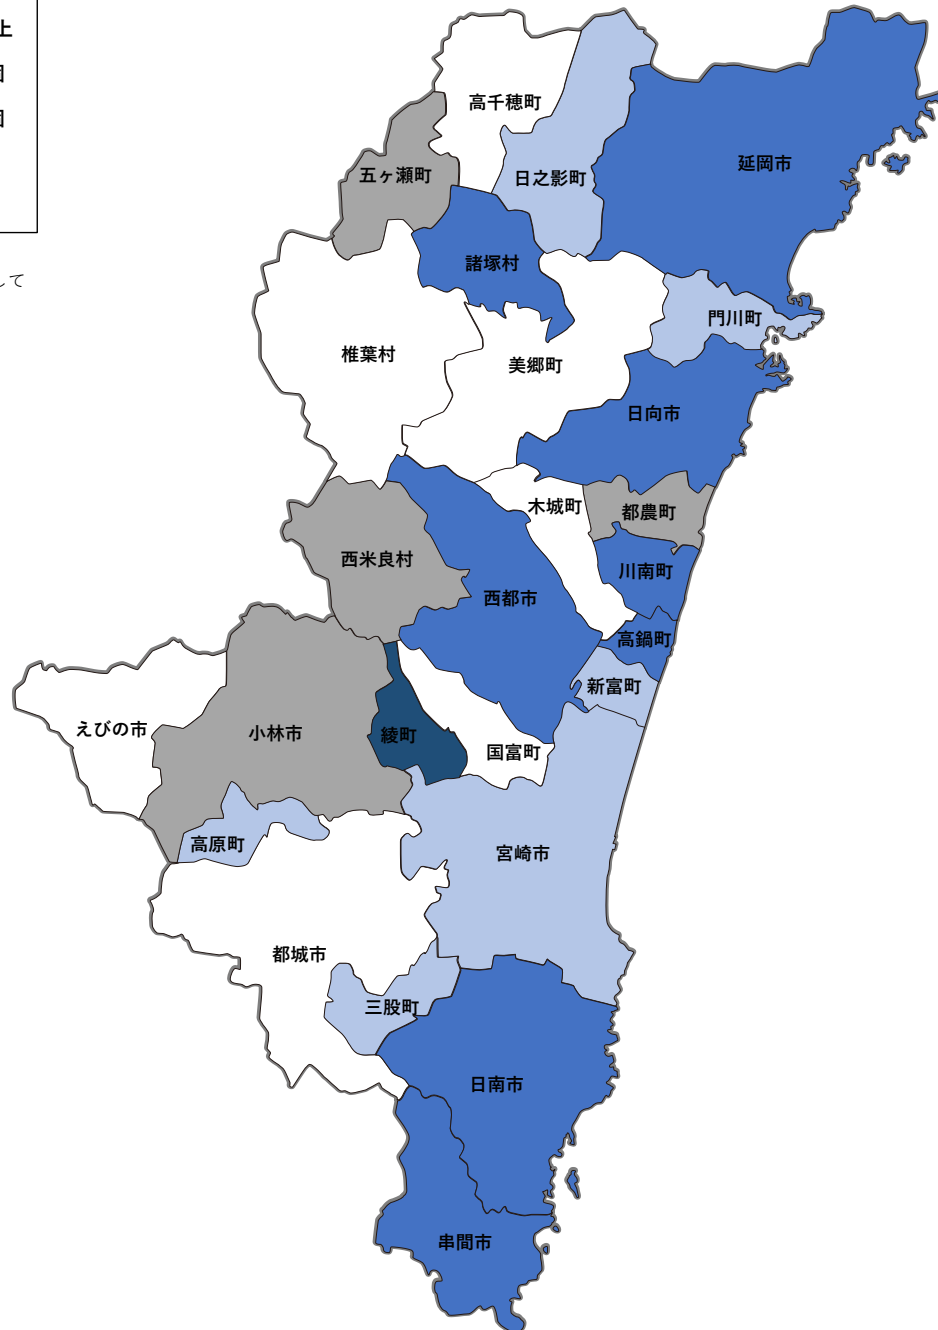 上
して
高千穂町
五ヶ瀬町
日之影町
延岡市
諸塚村
門川町
椎葉村
美郷町
日向市
木城町
都農町
西米良村
西都市
川南町
高鍋町
新富町
えびの市
小林市
綾町
国富町
高原町
宮崎市
都城市
三股町
日南市
串間市